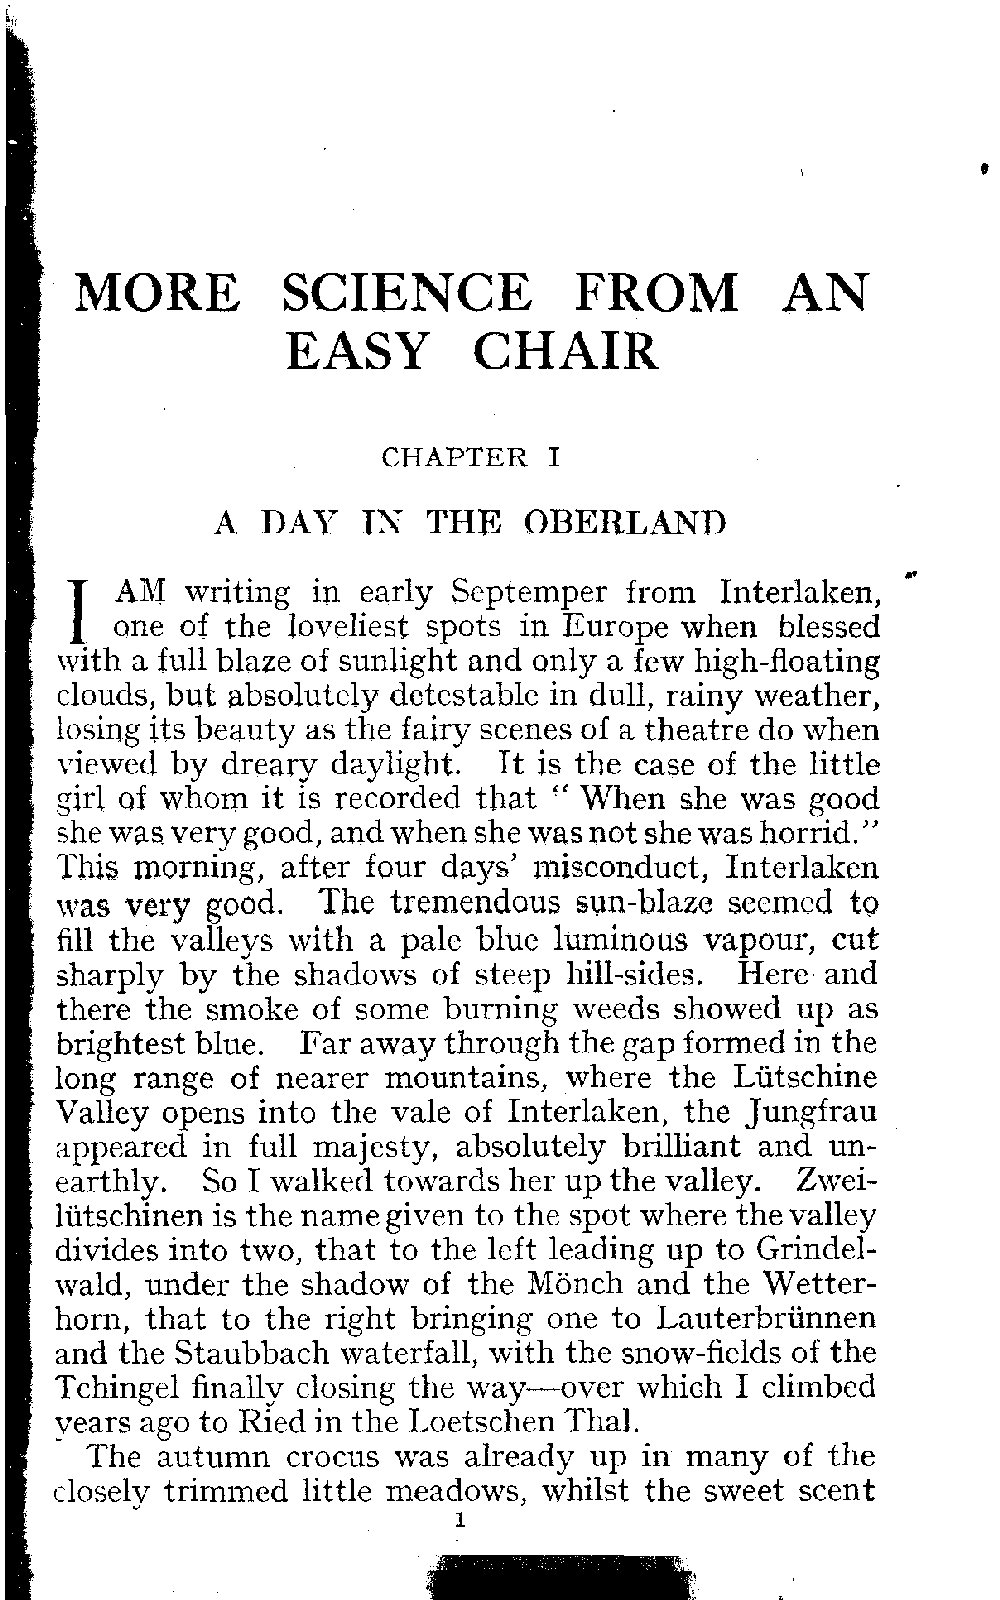 MORE SCIENCE FROM AN
EASY CHAIR
CHAPTER I
A DAY IN THE OBERLAND
I AM writing in early Septemper from Interlaken,
one of the loveliest spots in Europe when blessed
with a full blaze of sunlight and only a few high-floating
clouds, but absolutely detestable in dull, rainy weather,
losing its beauty as the fairy scenes of a theatre do when
viewed by dreary daylight. It is the case of the little
girl of whom it is recorded that “ When she was good
she was very good, and when she was not she was horrid.”
This morning, after four days’ misconduct, Interlaken
was very good. The tremendous sun-blaze seemed to
fill the valleys with a pale blue luminous vapour, cut
sharply by the shadows of steep hill-sides. Here and
there the smoke of some burning weeds showed up as
brightest blue. Far away through the gap formed in the
long range of nearer mountains, where the Lütschine
Valley opens into the vale of Interlaken, the Jungfrau
appeared in full majesty, absolutely brilliant and un-
earthly. So I walked towards her up the valley. Zwei-
lütschinen is the name given to the spot where the valley
divides into two, that to the left leading up to Grindel-
wald, under the shadow of the Mönch and the Wetter-
horn, that to the right bringing one to Lauterbrünnen
and the Staubbach waterfall, with the snow-fields of the
Tchingel finally closing the way—over which I climbed
years ago to Ried in the Loetschen Thal.
The autumn crocus was already up in many of the
closely trimmed little meadows, whilst the sweet scent
1